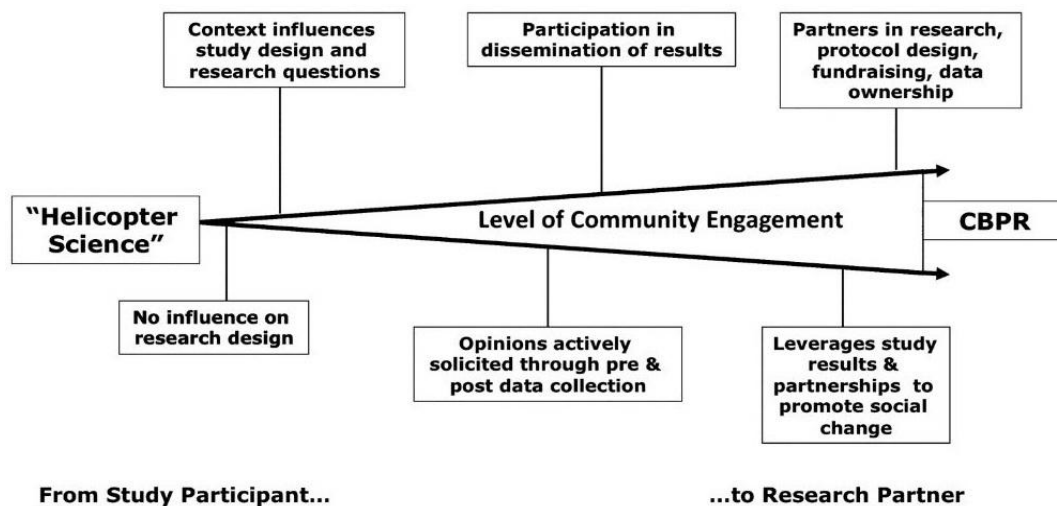 Context influences
study design and
research questions
Participation in
dissemination of results
Partners in research,
protocol design,
fundraising, data
ownership
“Helicopter
Science”
Level of Community Engagement
CBPR
No influence on
research design
Opinions actively
solicited through pre &
post data collection
Leverages study
results &
partnerships to
promote social
change
From Study Participant...
...to Research Partner